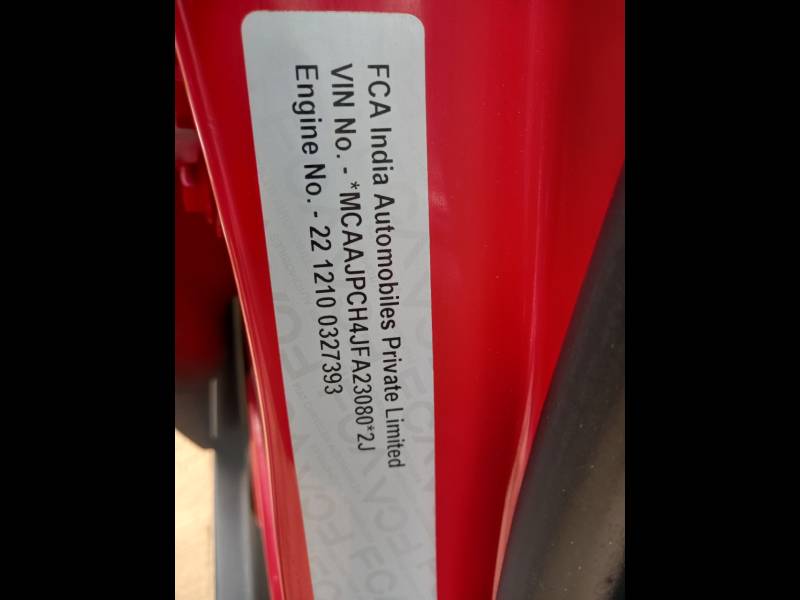 FCA India Automobiles Private Limited
VIN No. - *MCAAJPCH4JFA23080*2J
Engine No. - 22 1210 0327393